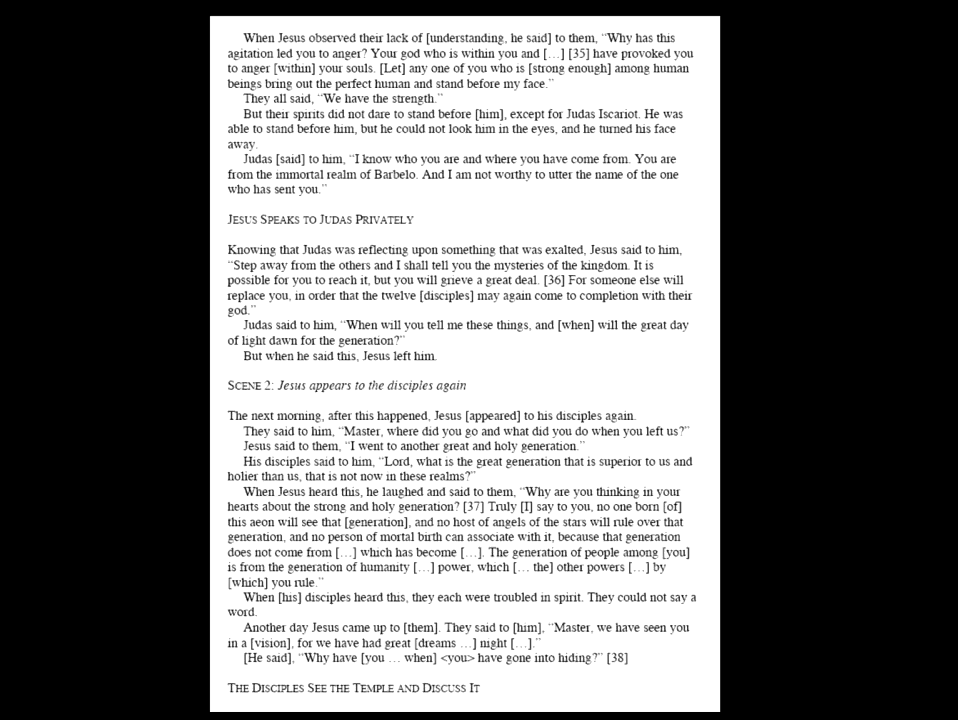 When Jesus observed their lack of [understanding, he said] to them, “Why has this
agitation led you to anger? Your god who is within you and […] [35] have provoked you
to anger [within] your souls. [Let] any one of you who is [strong enough] among human
beings bring out the perfect human and stand before my face.”
They all said, “We have the strength.”
But their spirits did not dare to stand before [him], except for Judas Iscariot. He was
able to stand before him, but he could not look him in the eyes, and he turned his face
away.
Judas [said] to him, “I know who you are and where you have come from. You are
from the immortal realm of Barbelo. And I am not worthy to utter the name of the one
who has sent you.”
JESUS SPEAKS TO JUDAS PRIVATELY
Knowing that Judas was reflecting upon something that was exalted, Jesus said to him,
“Step away from the others and I shall tell you the mysteries of the kingdom. It is
possible for you to reach it, but you will grieve a great deal. [36] For someone else will
replace you, in order that the twelve [disciples] may again come to completion with their
god.”
Judas said to him, “When will you tell me these things, and [when] will the great day
of light dawn for the generation?”
But when he said this, Jesus left him.
SCENE 2: Jesus appears to the disciples again
The next morning, after this happened, Jesus [appeared] to his disciples again.
They said to him, “Master, where did you go and what did you do when you left us?”
Jesus said to them, “I went to another great and holy generation.”
His disciples said to him, “Lord, what is the great generation that is superior to us and
holier than us, that is not now in these realms?”
When Jesus heard this, he laughed and said to them, “Why are you thinking in your
hearts about the strong and holy generation? [37] Truly [I] say to you, no one born [of]
this aeon will see that [generation], and no host of angels of the stars will rule over that
generation, and no person of mortal birth can associate with it, because that generation
does not come from […] which has become […]. The generation of people among [you]
is from the generation of humanity […] power, which [… the] other powers […] by
[which] you rule.”
When [his] disciples heard this, they each were troubled in spirit. They could not say a
word.
Another day Jesus came up to [them]. They said to [him], “Master, we have seen you
in a [vision], for we have had great [dreams …] night […].”
[He said], “Why have [you … when] <you> have gone into hiding?” [38]
THE DISCIPLES SEE THE TEMPLE AND DISCUSS IT